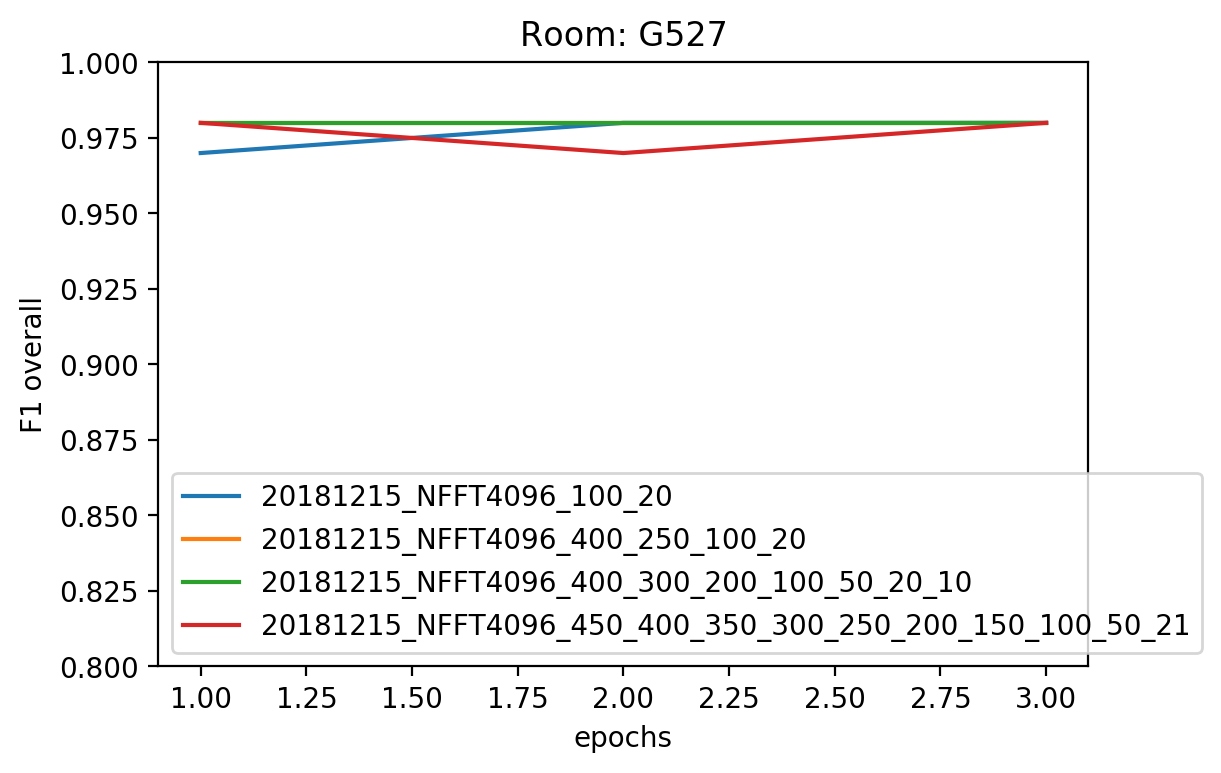 Room: G527
1.000
0.975
0.950
0.925
0.900
0.875
0.850
0.825
0.800
F1 overall
20181215_NFFT4096_100_20
20181215_NFFT4096_400_250_100_20
20181215_NFFT4096_400_300_200_100_50_20_10
20181215_NFFT4096_450_400_350_300_250_200_150_100_50_21
1.00 1.25 1.50 1.75 2.00 2.25 2.50 2.75 3.00
epochs